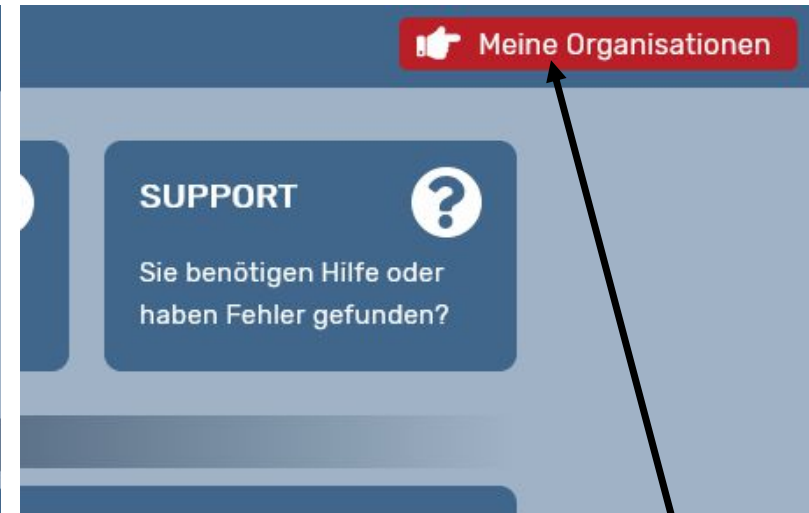 Meine Organisationen
SUPPORT
Sie benötigen Hilfe oder
haben Fehler gefunden?